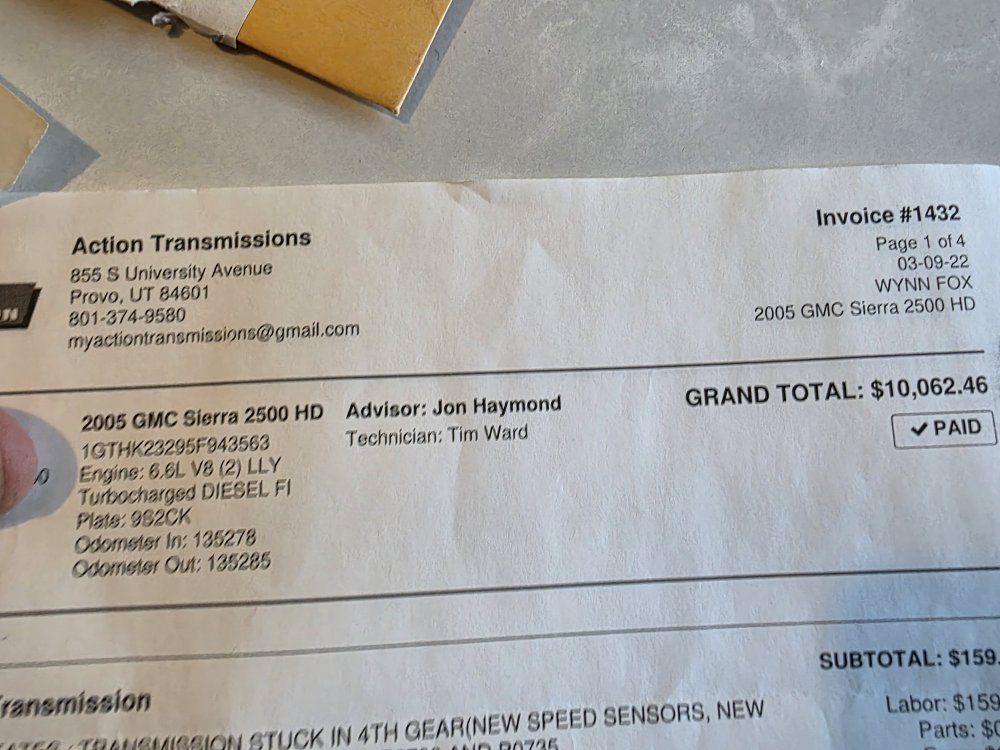 Action Transmissions
855 S University Avenue
Provo, UT 84601
801-374-9580
myactiontransmissions@gmail.com
Invoice #1432
Page 1 of 4
03-09-22
WYNN FOX
2005 GMC Sierra 2500 HD
2005 GMC Sierra 2500 HD
1GTHK23295F943563
Engine: 6.6L V8 (2) LLY
Turbocharged DIESEL FI
Plate: 9S2CK
Odometer In: 135278
Odometer Out: 135285
Advisor: Jon Haymond
Technician: Tim Ward
GRAND TOTAL: $10,062.46
✓ PAID
SUBTOTAL: $159.
ransmission
Labor: $159
Parts: $
TRANSMISSION STUCK IN 4TH GEAR(NEW SPEED SENSORS, NEW
AND P0735